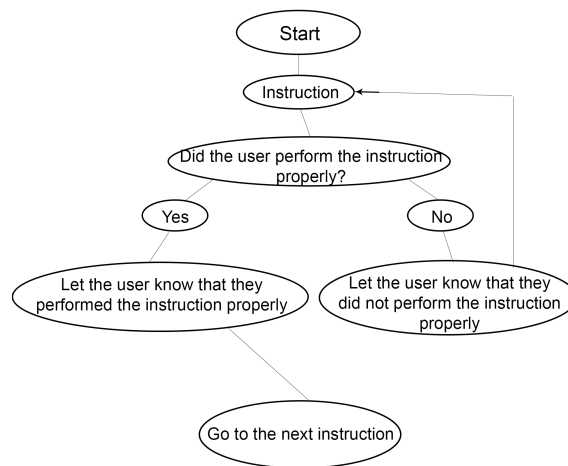 Start
Instruction
Did the user perform the instruction
properly?
Yes
No
Let the user know that they
performed the instruction properly
Let the user know that they
did not perform the instruction
properly
Go to the next instruction